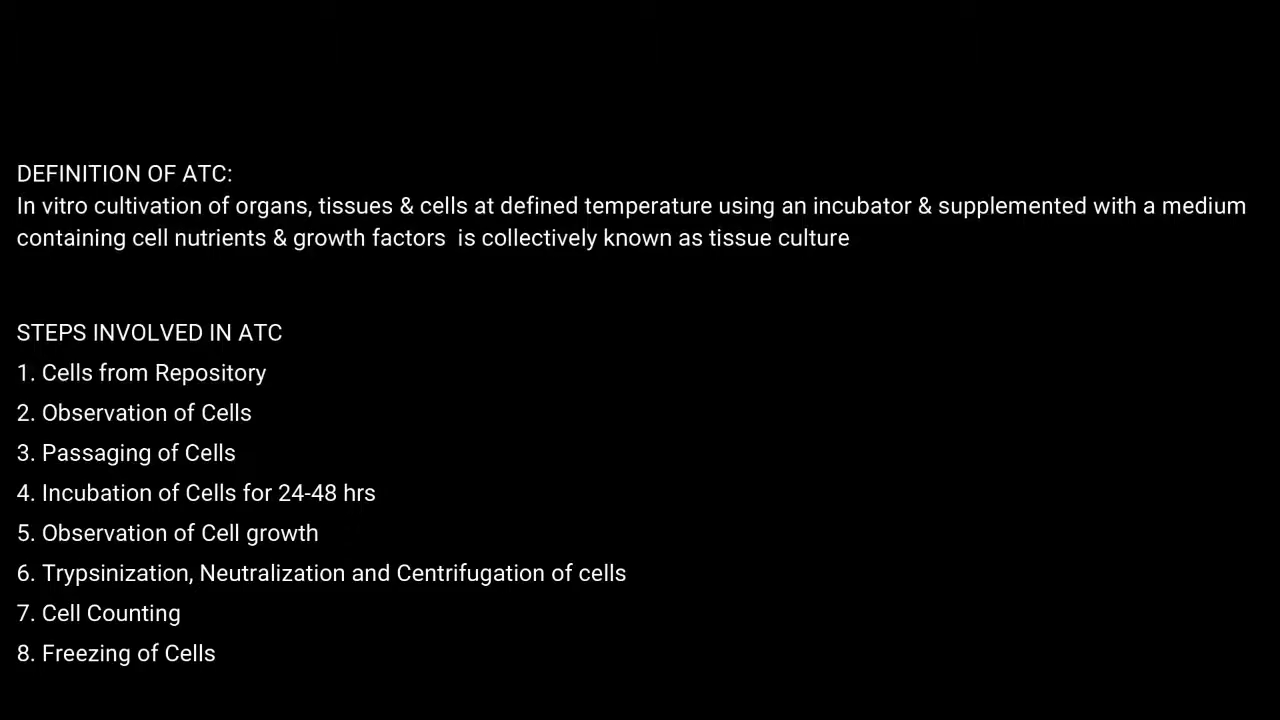 DEFINITION OF ATC:
In vitro cultivation of organs, tissues & cells at defined temperature using an incubator & supplemented with a medium
containing cell nutrients & growth factors  is collectively known as tissue culture
STEPS INVOLVED IN ATC
1. Cells from Repository
2. Observation of Cells
3. Passaging of Cells
4. Incubation of Cells for 24-48 hrs
5. Observation of Cell growth
6. Trypsinization, Neutralization and Centrifugation of cells
7. Cell Counting
8. Freezing of Cells